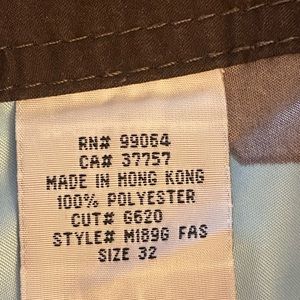 RN# 99064
CA# 37757
MADE IN HONG KONG
100% POLYESTER
CUT# G620
STYLE# M189G FAS
SIZE 32